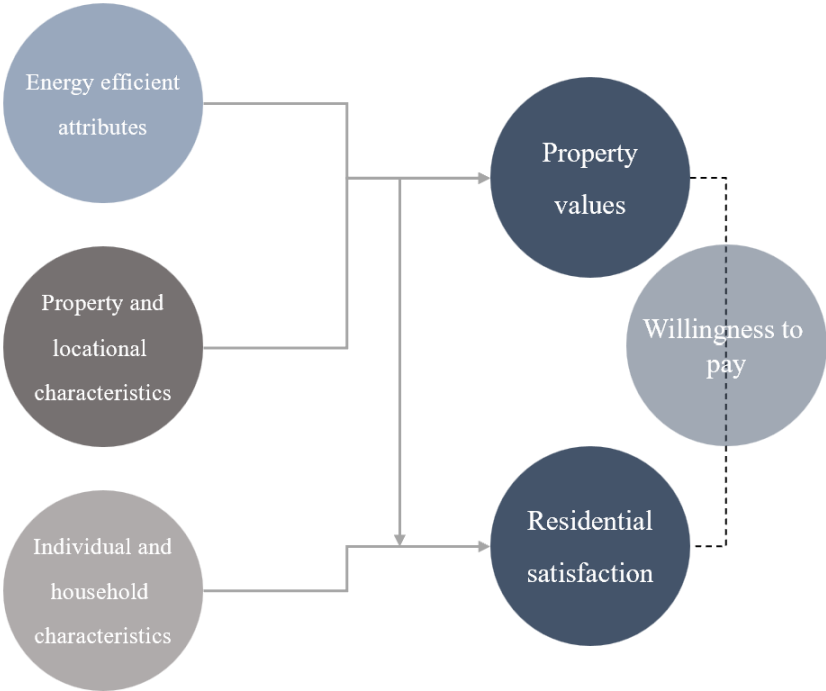 Energy efficient
attributes
Property and
locational
characteristics
Individual and
household
characteristics
Property
values
Willingness to
pay
Residential
satisfaction